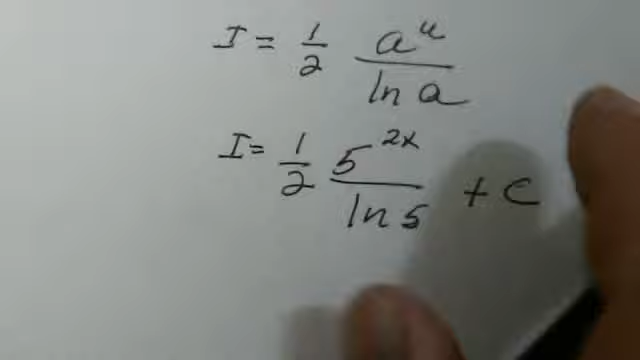 I = 1/2 a^u / ln a
I = 1/2 5^2x / ln 5 + C